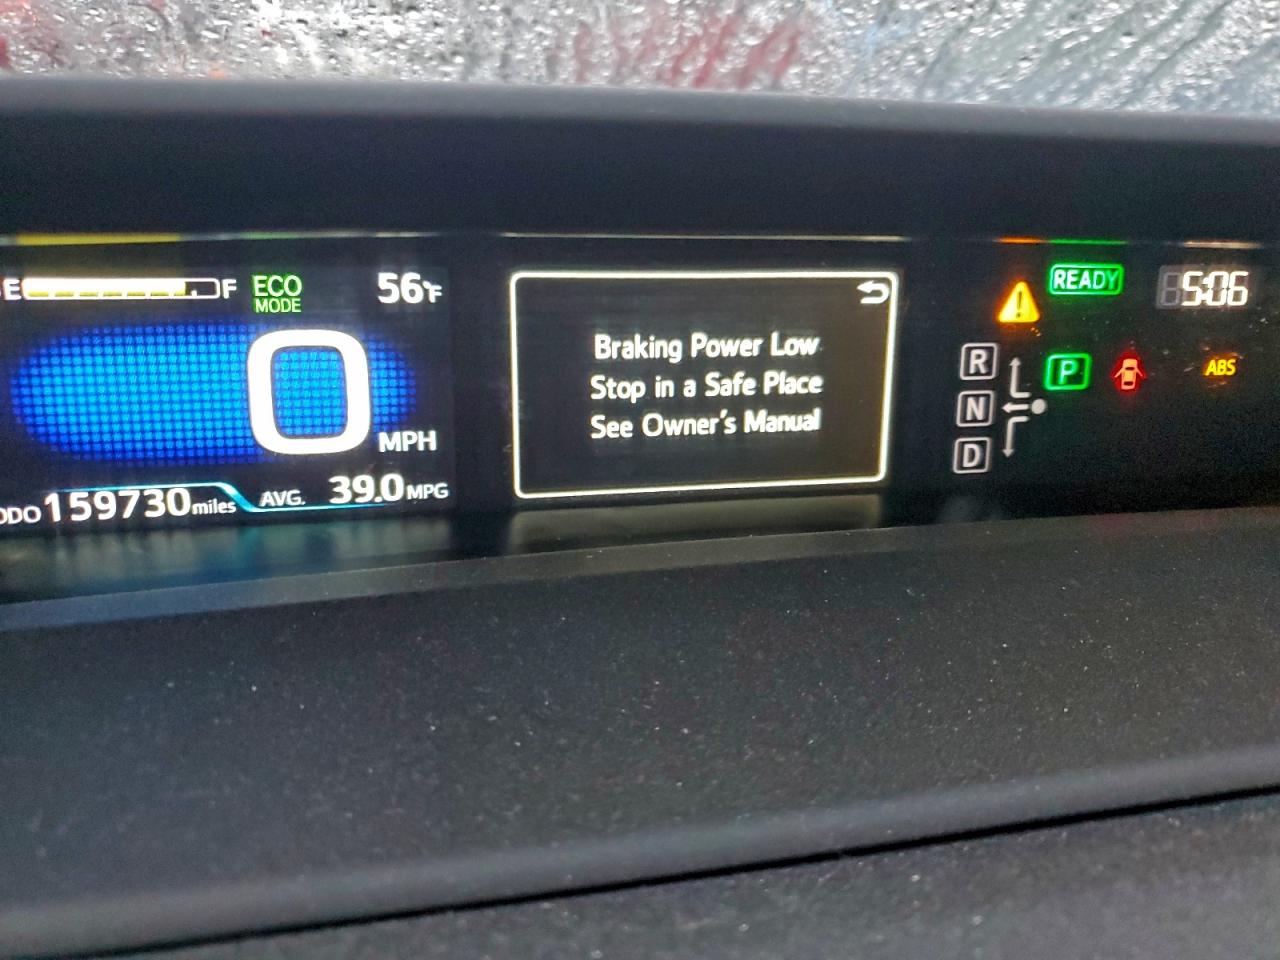 E F
ECO
MODE
56°F
0 MPH
ODO 159730 miles
AVG. 39.0 MPG
Braking Power Low
Stop in a Safe Place
See Owner's Manual
READY
5:06
R
N
D
P
ABS